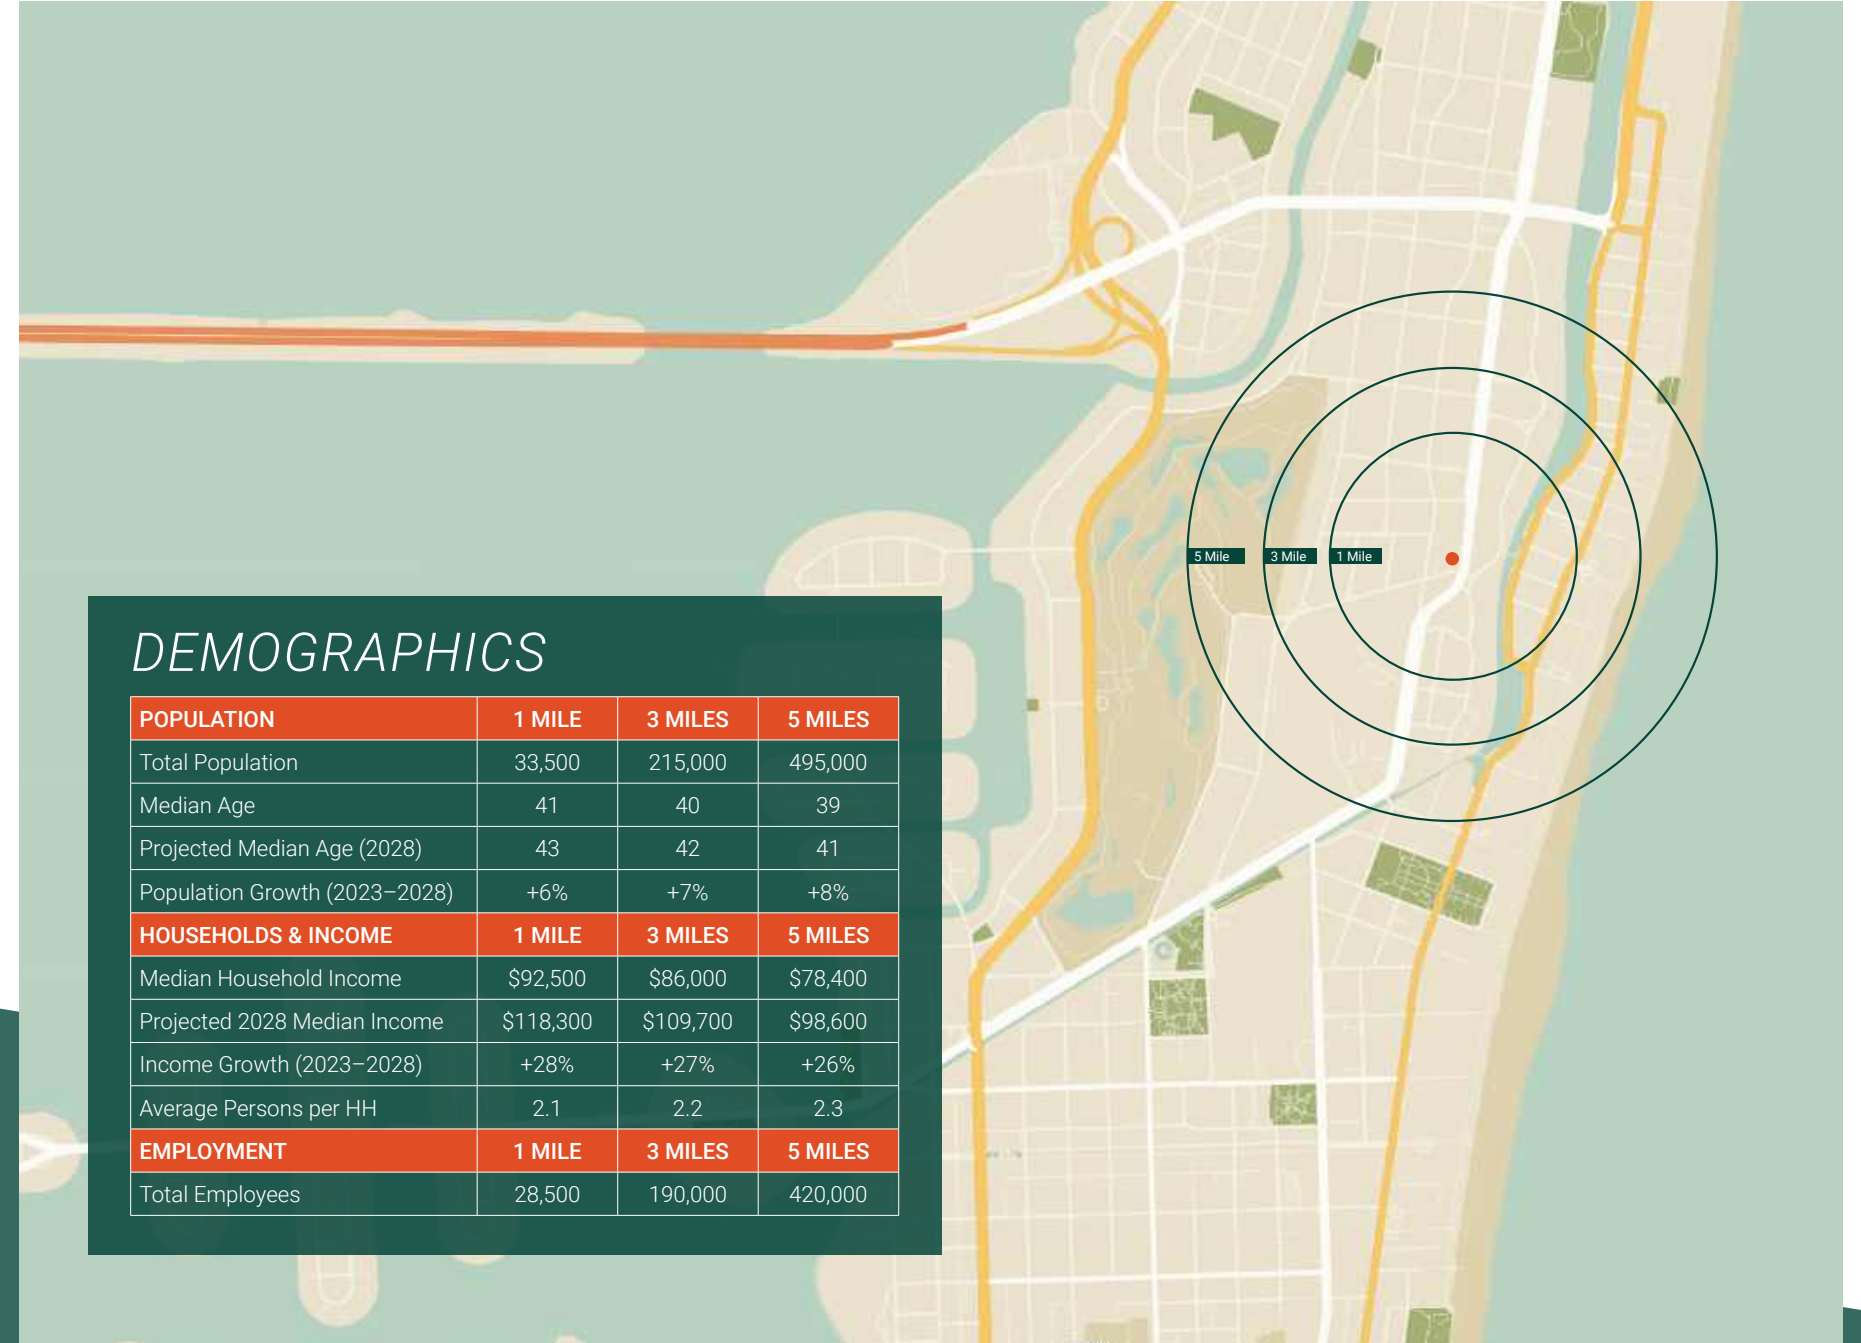 5 Mile 3 Mile 1 Mile
DEMOGRAPHICS
POPULATION 1 MILE 3 MILES 5 MILES
Total Population 33,500 215,000 495,000
Median Age 41 40 39
Projected Median Age (2028) 43 42 41
Population Growth (2023–2028) +6% +7% +8%
HOUSEHOLDS & INCOME 1 MILE 3 MILES 5 MILES
Median Household Income $92,500 $86,000 $78,400
Projected 2028 Median Income $118,300 $109,700 $98,600
Income Growth (2023–2028) +28% +27% +26%
Average Persons per HH 2.1 2.2 2.3
EMPLOYMENT 1 MILE 3 MILES 5 MILES
Total Employees 28,500 190,000 420,000